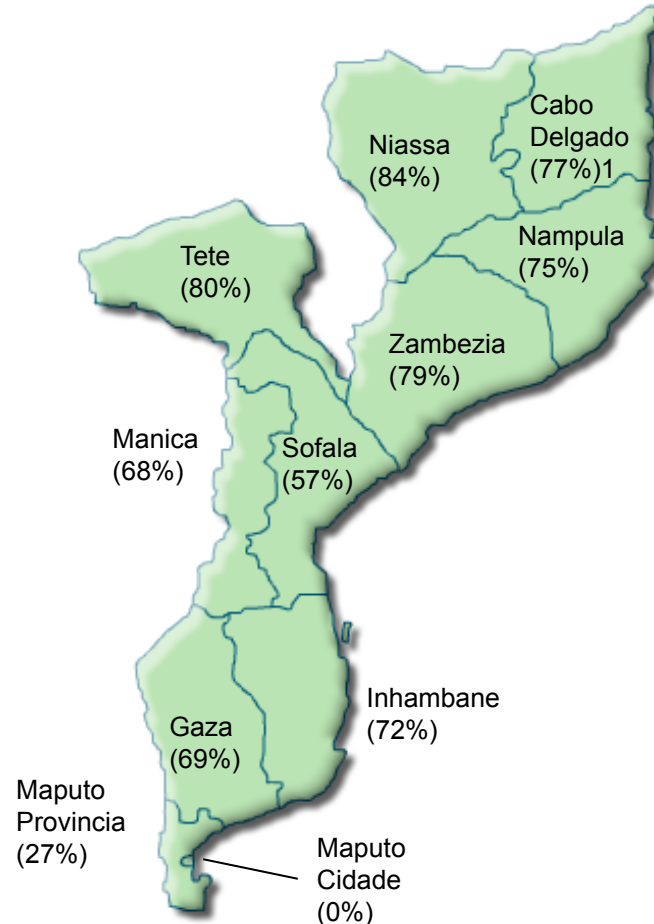 Cabo
Delgado
(77%)1
Niassa
(84%)
Nampula
(75%)
Tete
(80%)
Zambezia
(79%)
Manica
(68%)
Sofala
(57%)
Inhambane
(72%)
Gaza
(69%)
Maputo
Provincia
(27%)
Maputo
Cidade
(0%)